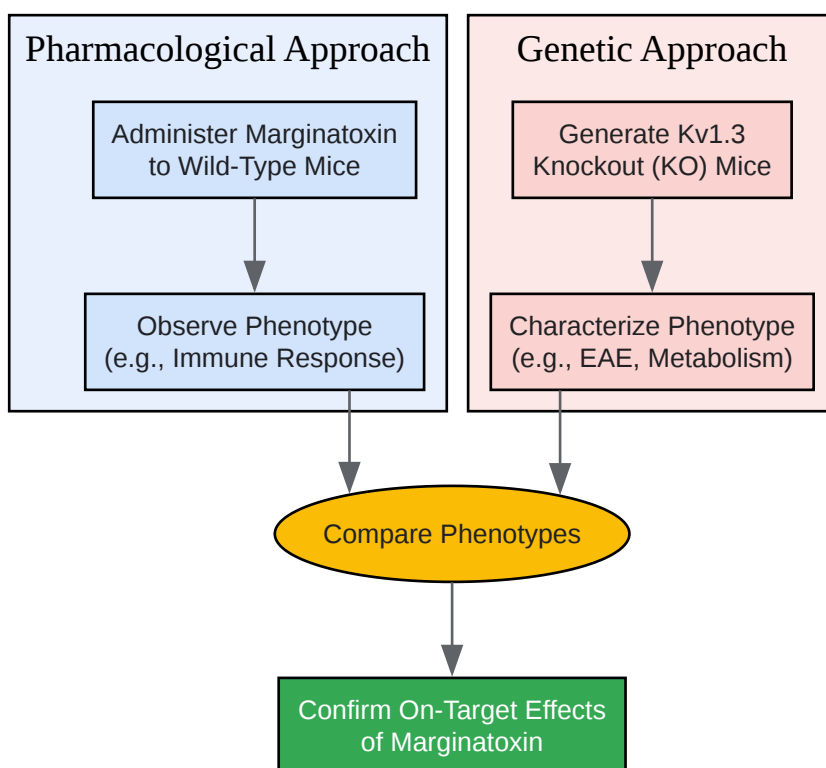 Pharmacological Approach
Administer Marginatoxin
to Wild-Type Mice
Observe Phenotype
(e.g., Immune Response)
Genetic Approach
Generate Kv1.3
Knockout (KO) Mice
Characterize Phenotype
(e.g., EAE, Metabolism)
Compare Phenotypes
Confirm On-Target Effects
of Marginatoxin